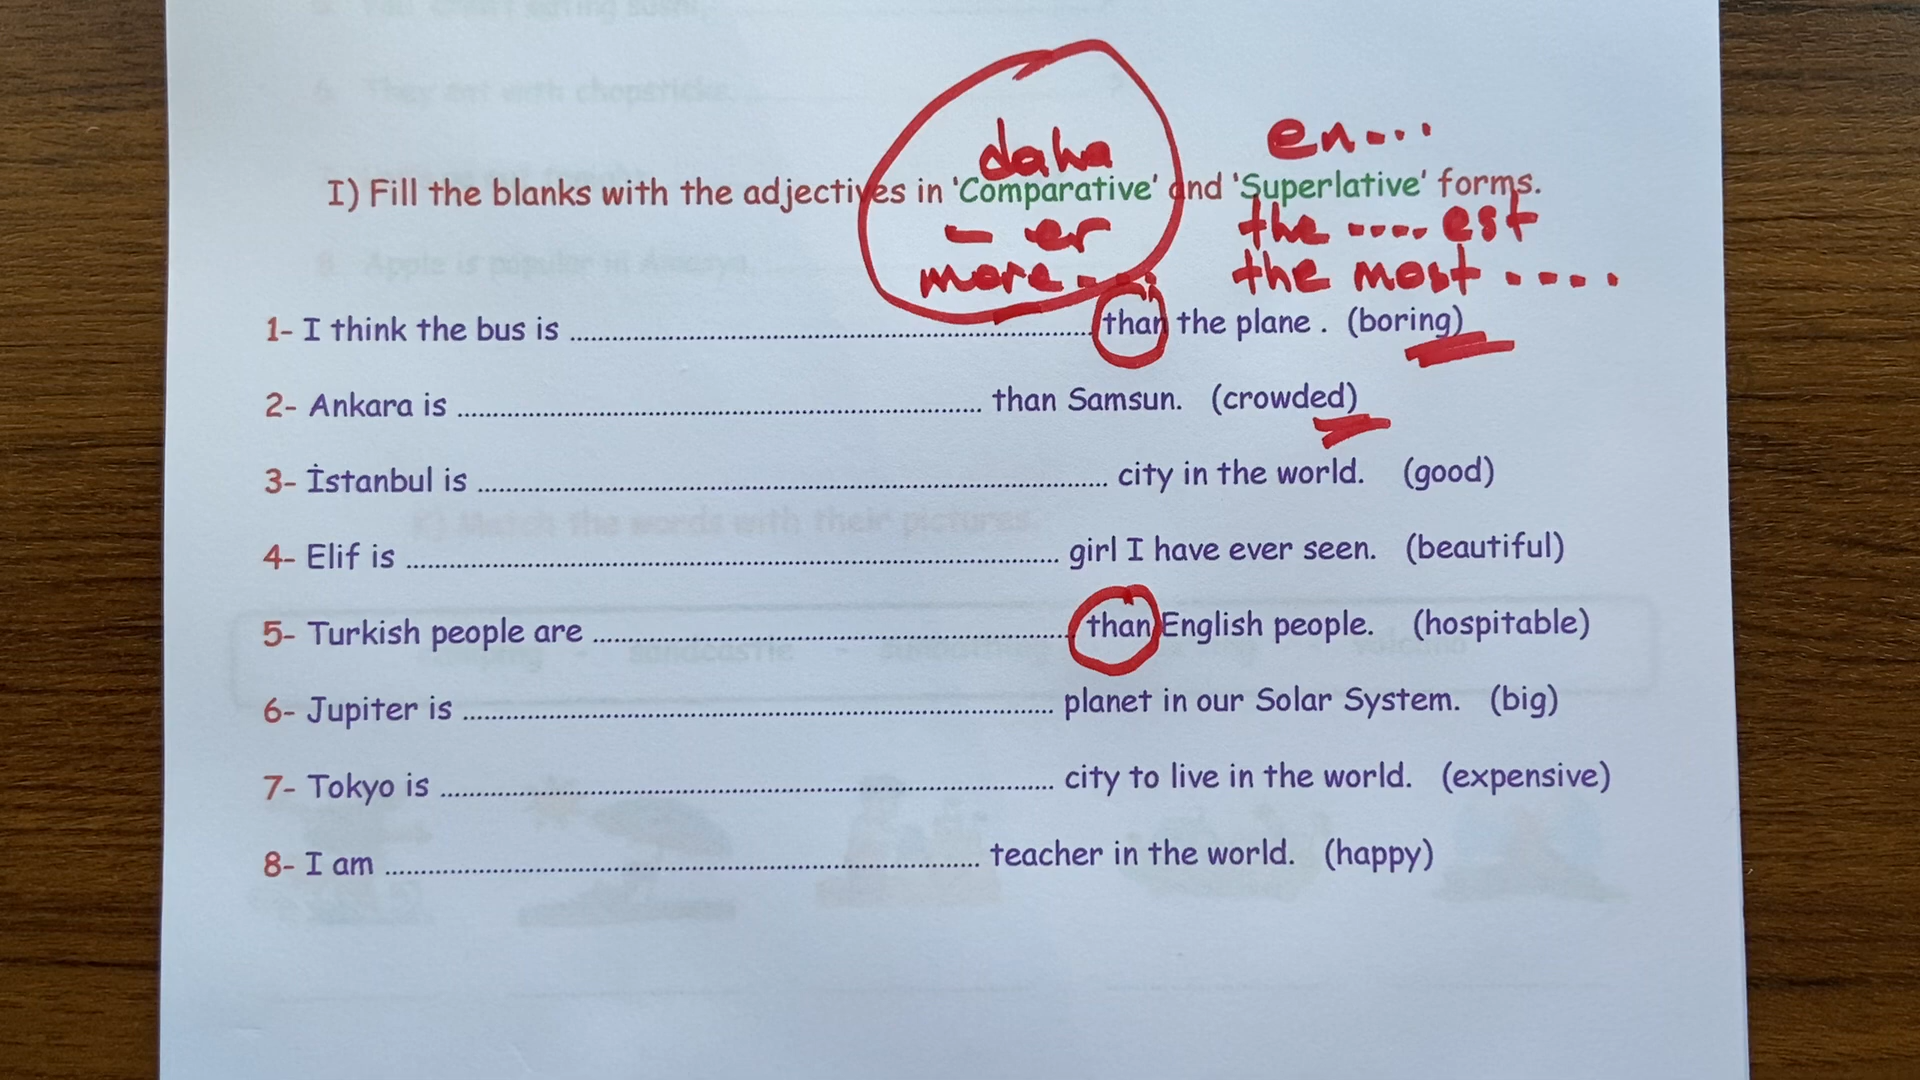 daha en...
I) Fill the blanks with the adjectives in 'Comparative' and 'Superlative' forms.
- er the .... est
more.... the most ....
1- I think the bus is ........................ than the plane . (boring)
2- Ankara is ........................ than Samsun. (crowded)
3- İstanbul is ........................ city in the world. (good)
4- Elif is ........................ girl I have ever seen. (beautiful)
5- Turkish people are ........................ than English people. (hospitable)
6- Jupiter is ........................ planet in our Solar System. (big)
7- Tokyo is ........................ city to live in the world. (expensive)
8- I am ........................ teacher in the world. (happy)